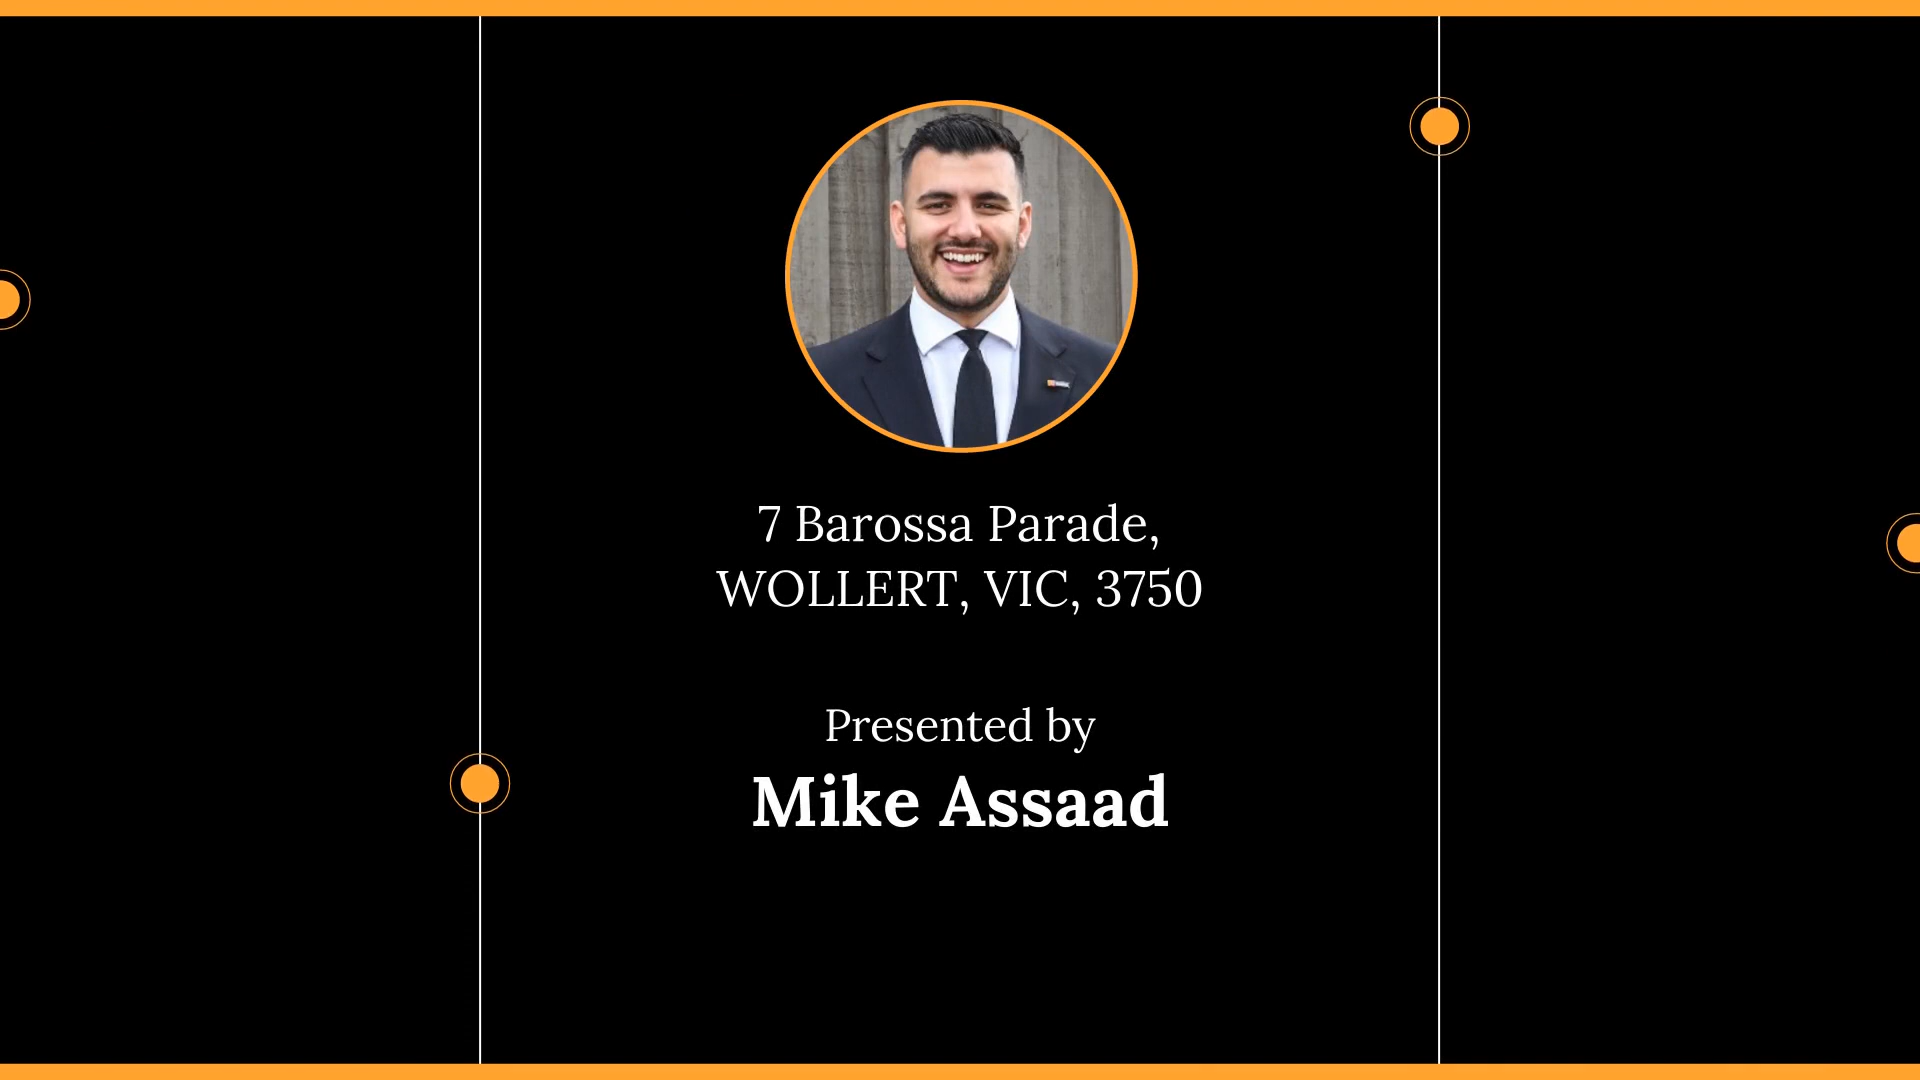 7 Barossa Parade,
WOLLERT, VIC, 3750
Presented by
Mike Assaad